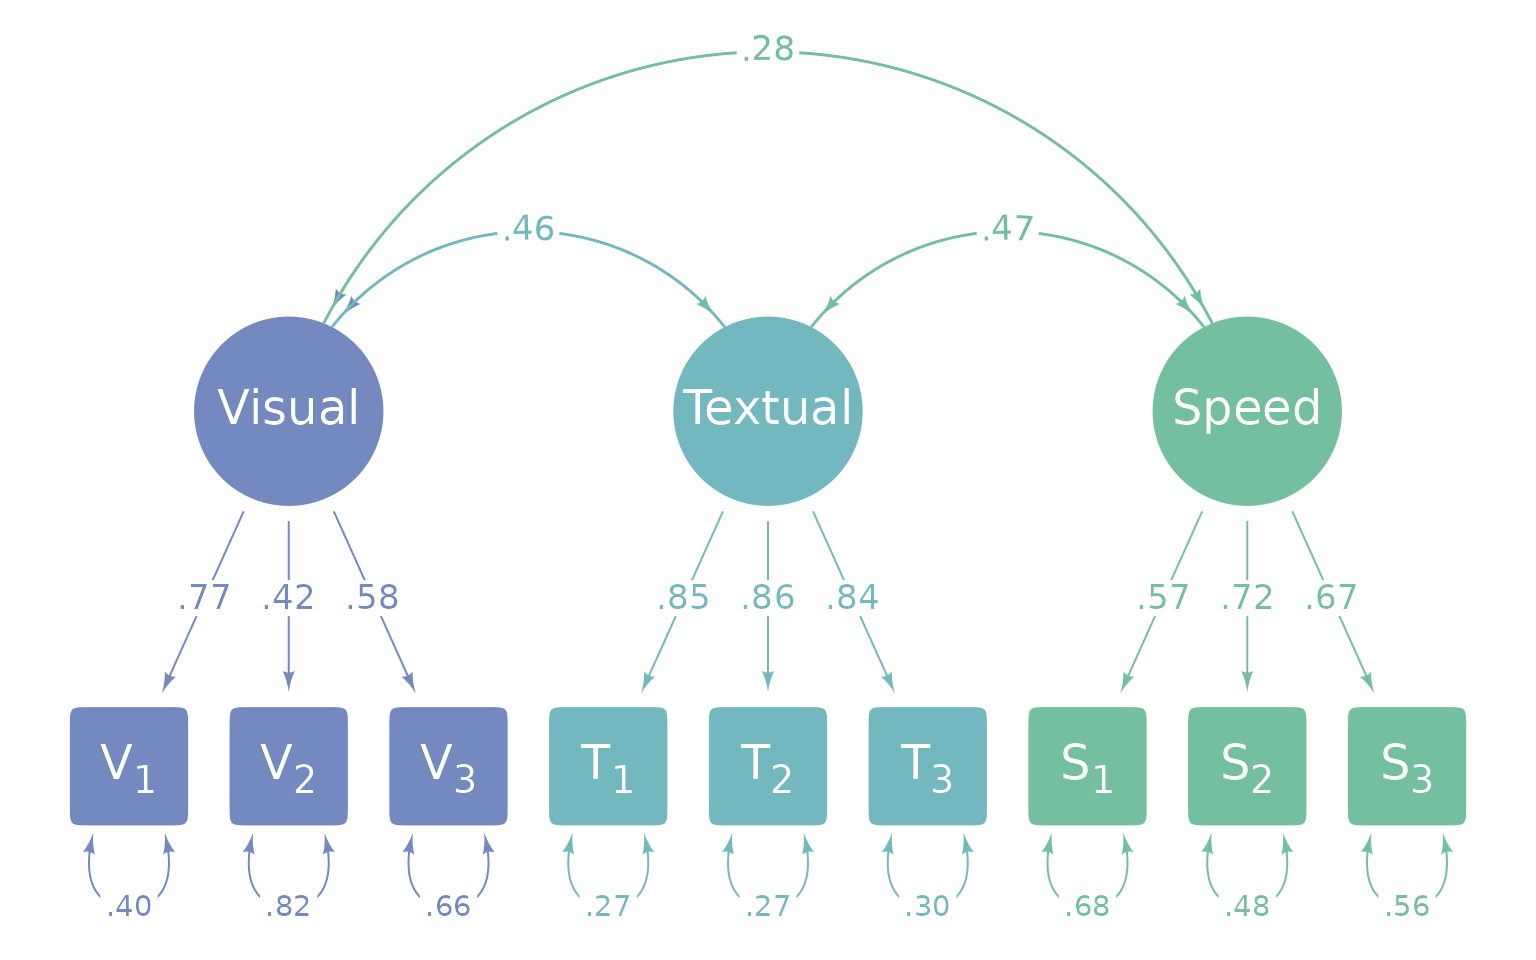 .28
.46 .47
Visual Textual Speed
.77 .42 .58 .85 .86 .84 .57 .72 .67
V1 V2 V3 T1 T2 T3 S1 S2 S3
.40 .82 .66 .27 .27 .30 .68 .48 .56